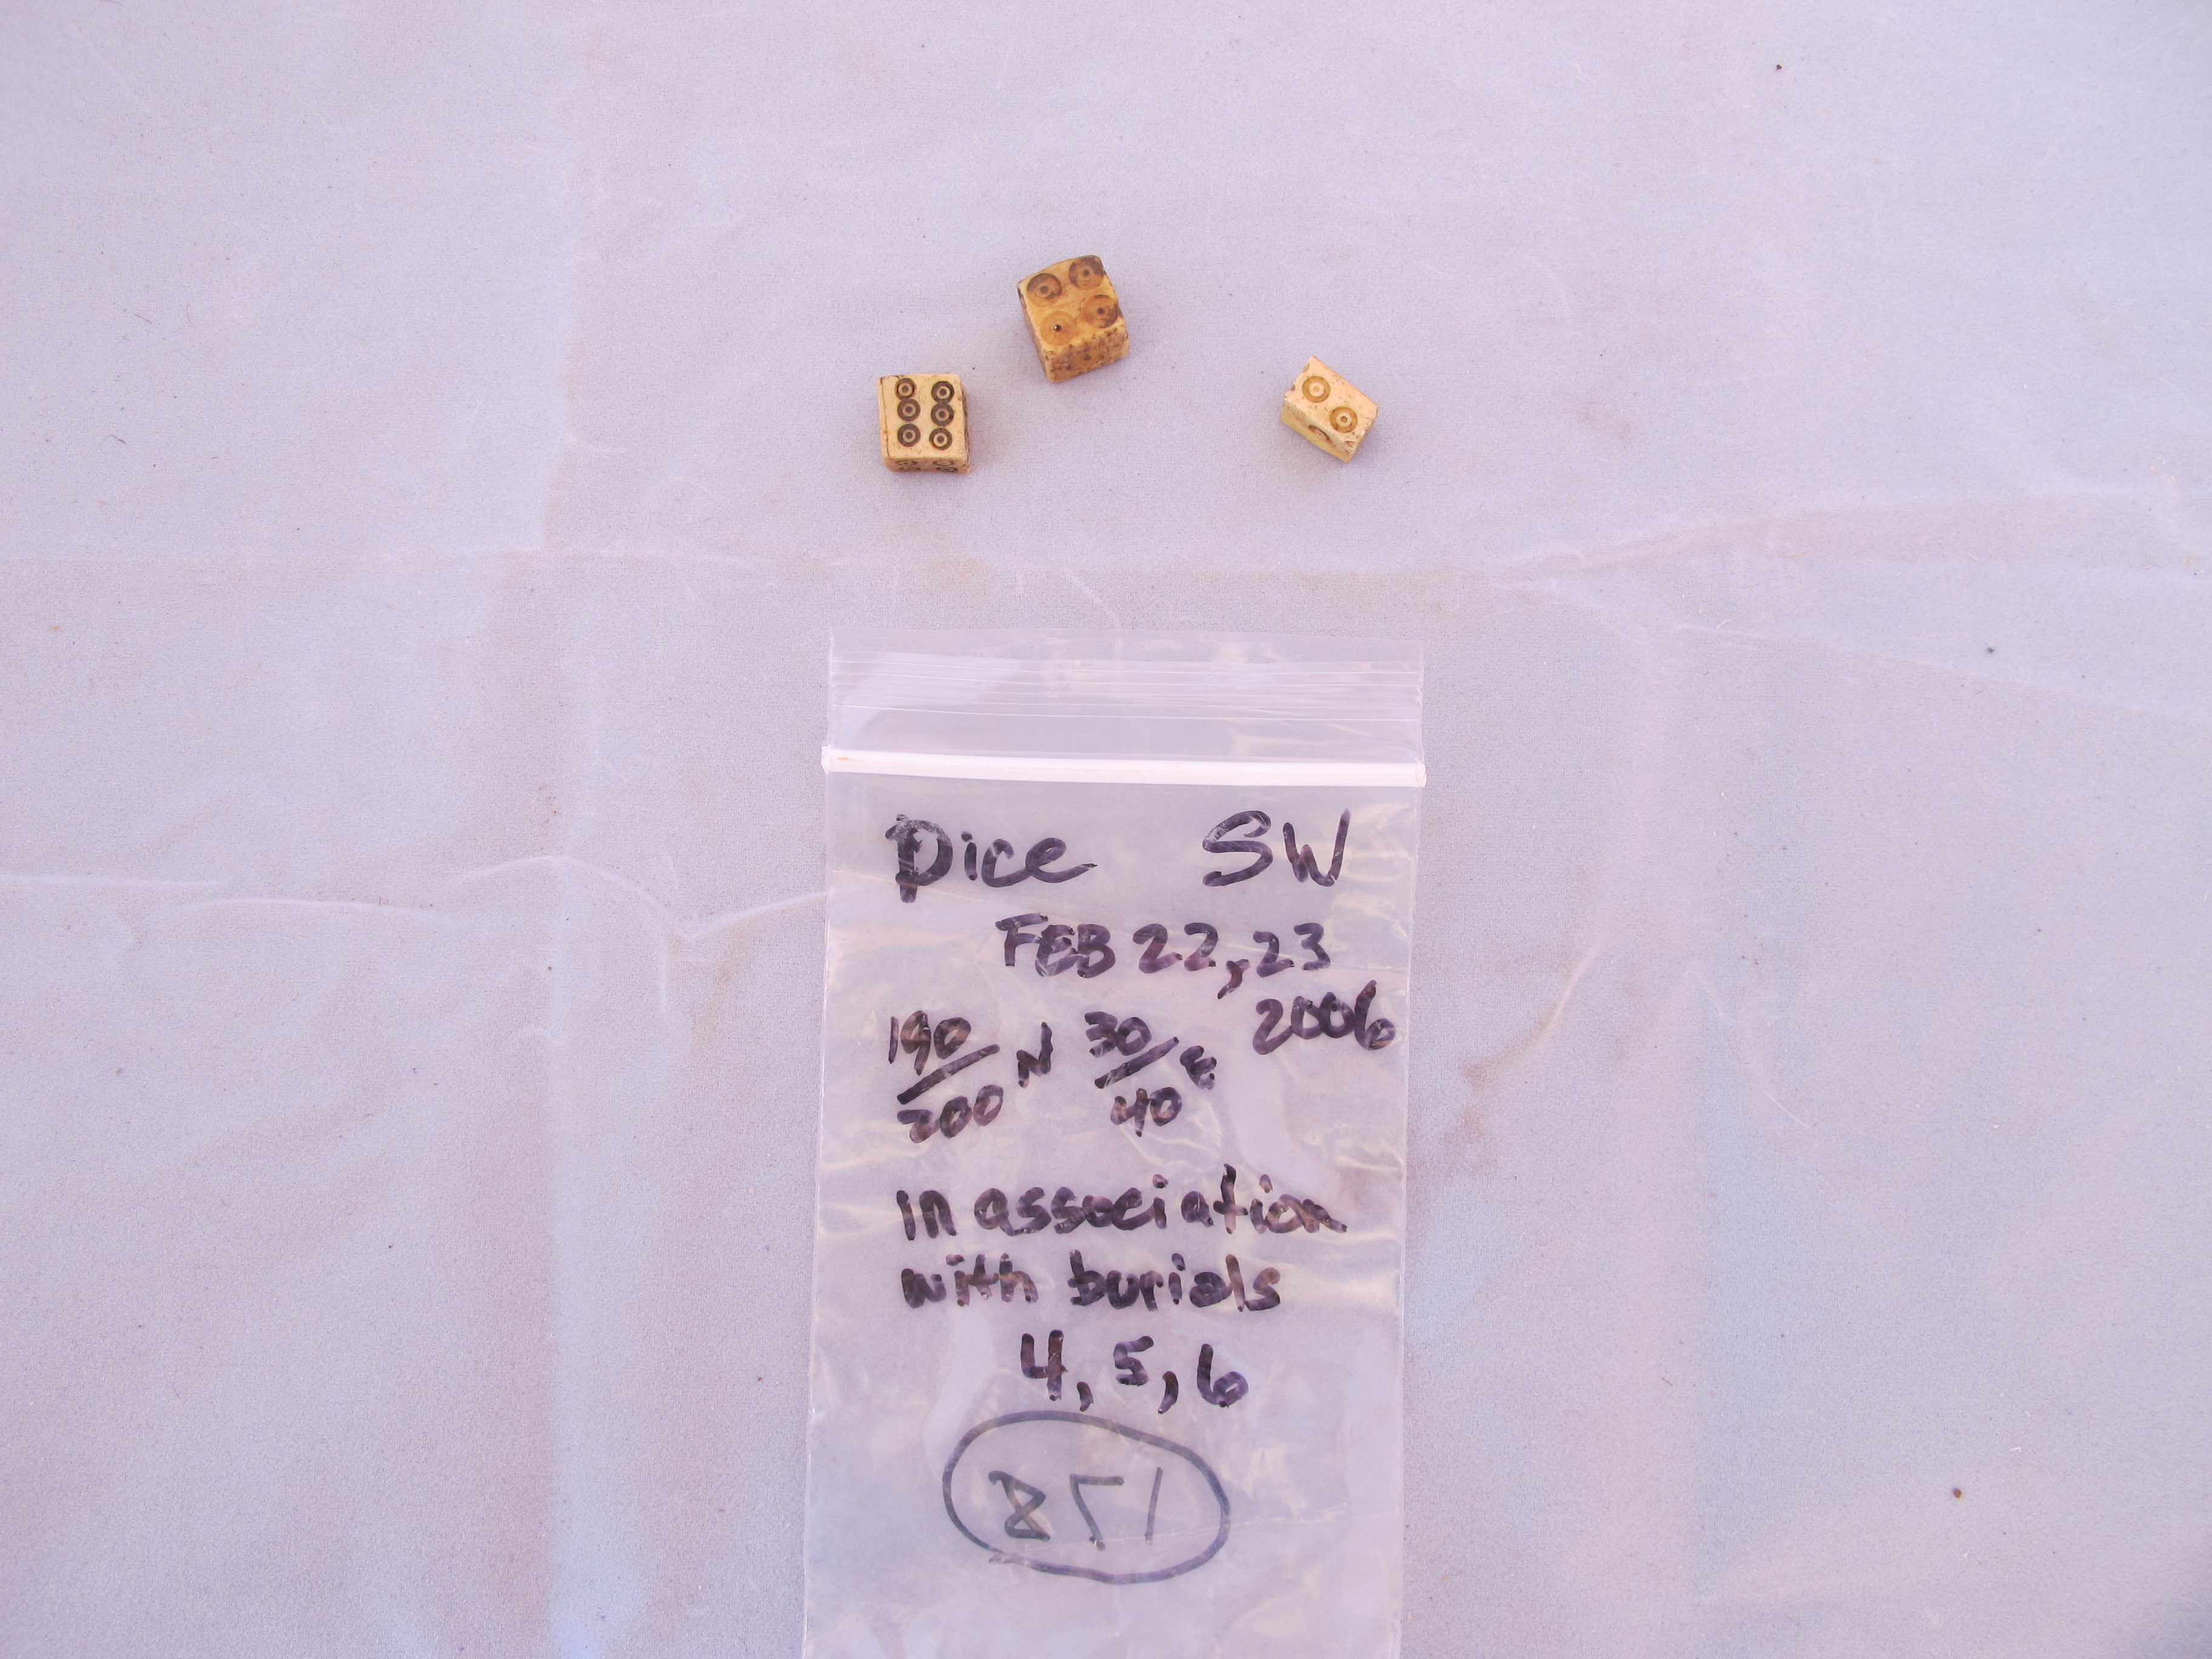 Dice SW
FEB 22, 23
2006
190/200 N 30/40 E
in association
with burials
4, 5, 6
178